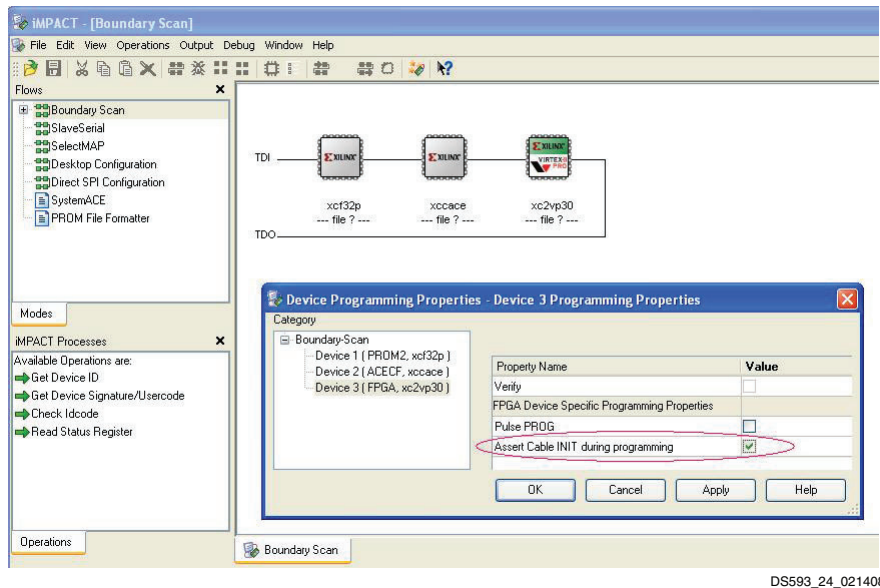 iMPACT - [Boundary Scan]
File Edit View Operations Output Debug Window Help
Flows
Boundary Scan
SlaveSerial
SelectMAP
Desktop Configuration
Direct SPI Configuration
SystemACE
PROM File Formatter
Modes
iMPACT Processes
Available Operations are:
Get Device ID
Get Device Signature/Usercode
Check Idcode
Read Status Register
Operations
TDI
XILINX
XILINX
XILINX
VIRTEX-II
PRO
xcf32p
--- file ? ---
xccace
--- file ? ---
xc2vp30
--- file ? ---
TDO
Device Programming Properties - Device 3 Programming Properties
Category
Boundary-Scan
Device 1 ( PROM2, xcf32p )
Device 2 ( ACECF, xccace )
Device 3 ( FPGA, xc2vp30 )
Property Name Value
Verify
FPGA Device Specific Programming Properties
Pulse PROG
Assert Cable INIT during programming
OK Cancel Apply Help
Boundary Scan